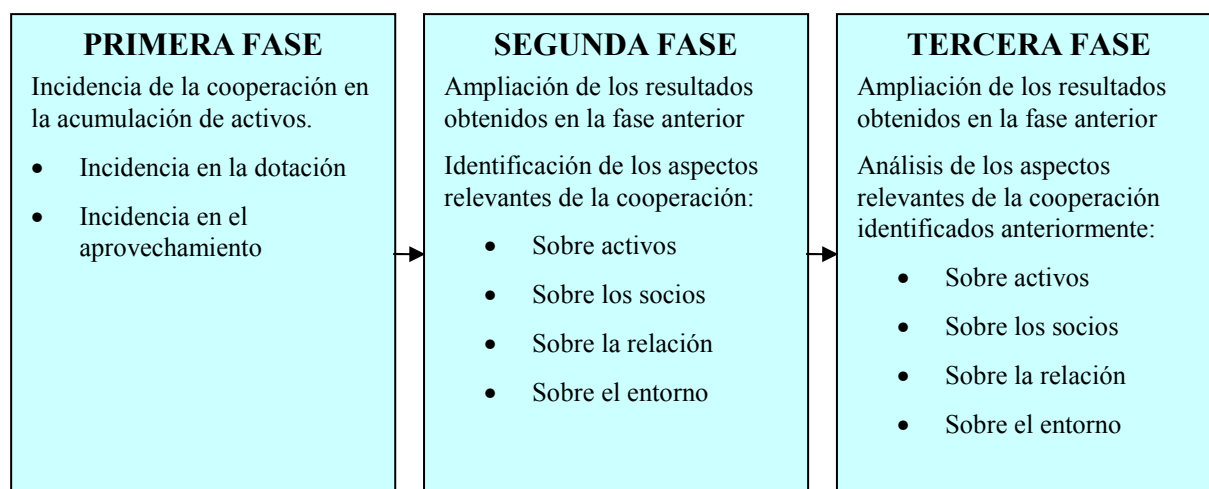 PRIMERA FASE
Incidencia de la cooperación en
la acumulación de activos.
• Incidencia en la dotación
• Incidencia en el
aprovechamiento
SEGUNDA FASE
Ampliación de los resultados
obtenidos en la fase anterior
Identificación de los aspectos
relevantes de la cooperación:
• Sobre activos
• Sobre los socios
• Sobre la relación
• Sobre el entorno
TERCERA FASE
Ampliación de los resultados
obtenidos en la fase anterior
Análisis de los aspectos
relevantes de la cooperación
identificados anteriormente:
• Sobre activos
• Sobre los socios
• Sobre la relación
• Sobre el entorno